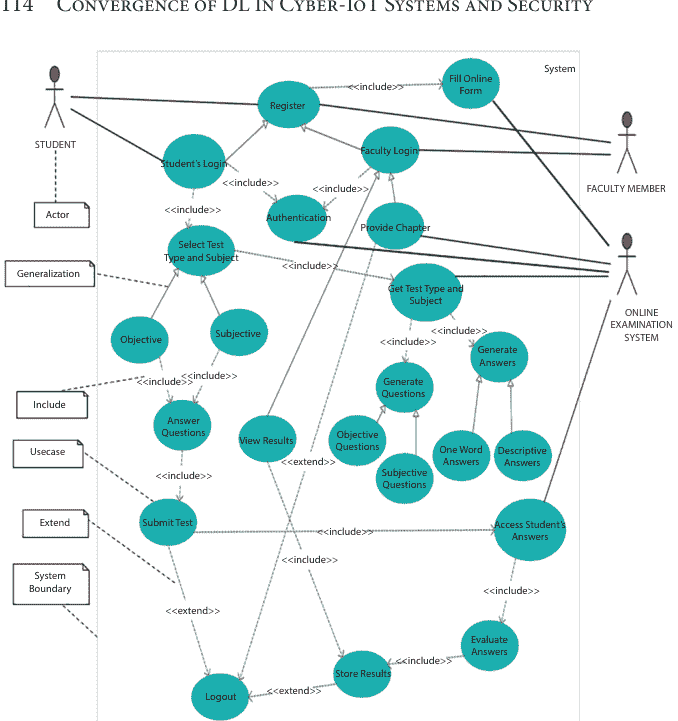 114 CONVERGENCE OF DL IN CYBER-IOT SYSTEMS AND SECURITY
System
<<include>>
Fill Online
Form
Register
STUDENT
Student's Login
Faculty Login
FACULTY MEMBER
<<include>>
<<include>>
Actor
<<include>>
Authentication
Provide Chapter
Select Test
Type and Subject
Generalization
<<include>>
Get Test Type and
Subject
ONLINE
EXAMINATION
SYSTEM
Objective
Subjective
<<include>>
<<include>>
Generate
Answers
<<include>>
<<include>>
Generate
Questions
Include
Answer
Questions
View Results
Objective
Questions
One Word
Answers
Descriptive
Answers
Usecase
<<include>>
<<extend>>
Subjective
Questions
Extend
Submit Test
<<include>>
Access Student's
Answers
<<include>>
System
Boundary
<<include>>
<<extend>>
Evaluate
Answers
<<include>>
Store Results
Logout
<<extend>>